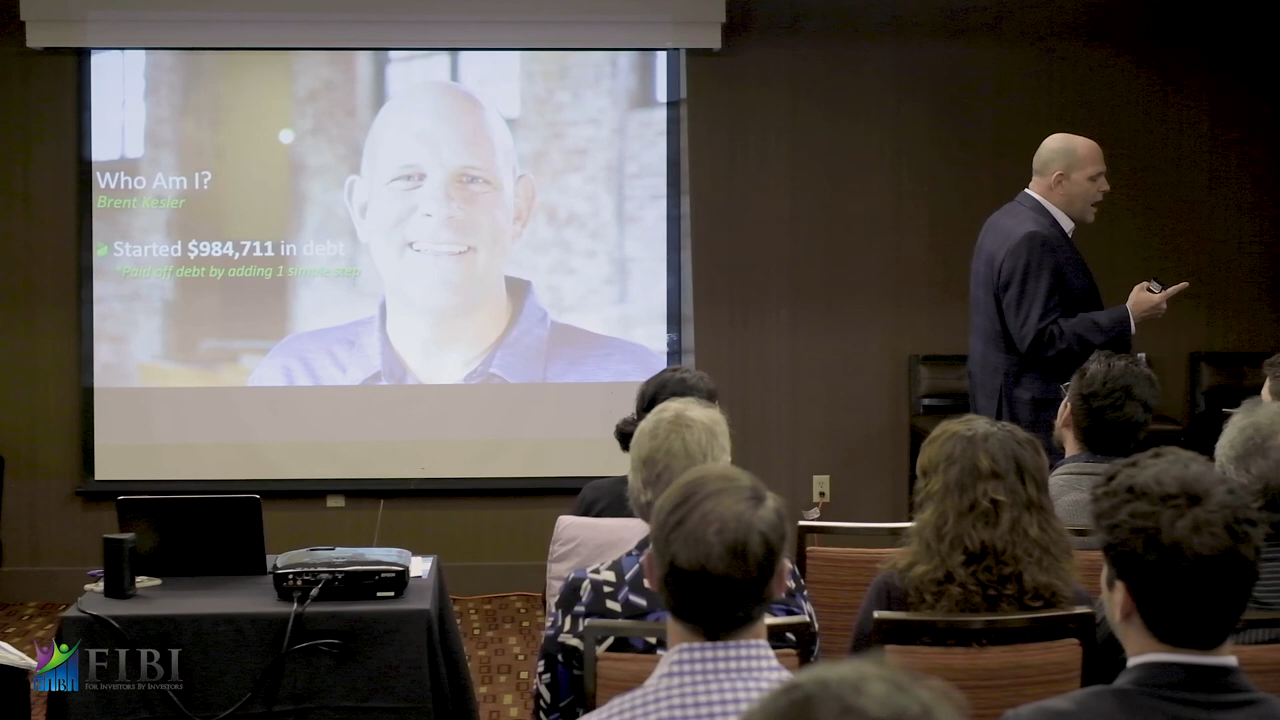 Who Am I?
Brent Kesler
Started $984,711 in debt
*Paid off debt by adding 1 simple step
FIBI
FOR INVESTORS BY INVESTORS